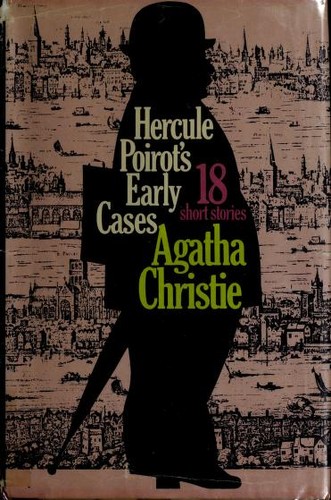 Hercule
Poirot's
Early
Cases
18
short stories
Agatha
Christie